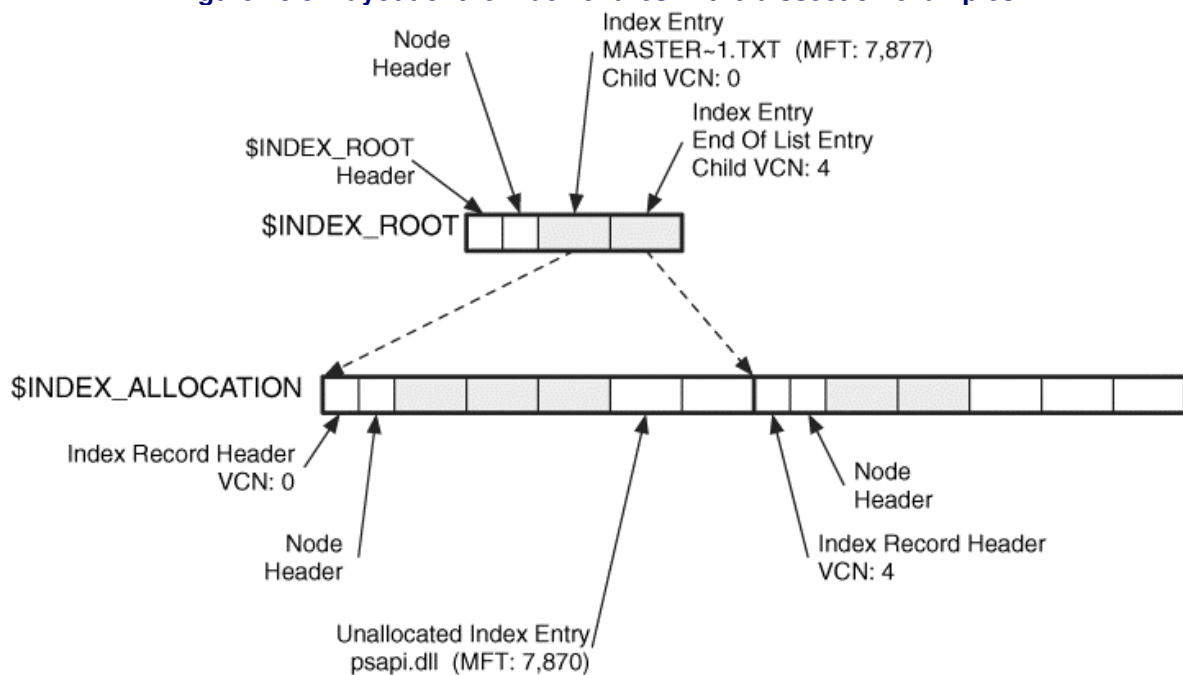 Node
Header
Index Entry
MASTER~1.TXT (MFT: 7,877)
Child VCN: 0
Index Entry
End Of List Entry
Child VCN: 4
$INDEX_ROOT
Header
$INDEX_ROOT
$INDEX_ALLOCATION
Index Record Header
VCN: 0
Node
Header
Node
Header
Index Record Header
VCN: 4
Unallocated Index Entry
psapi.dll (MFT: 7,870)